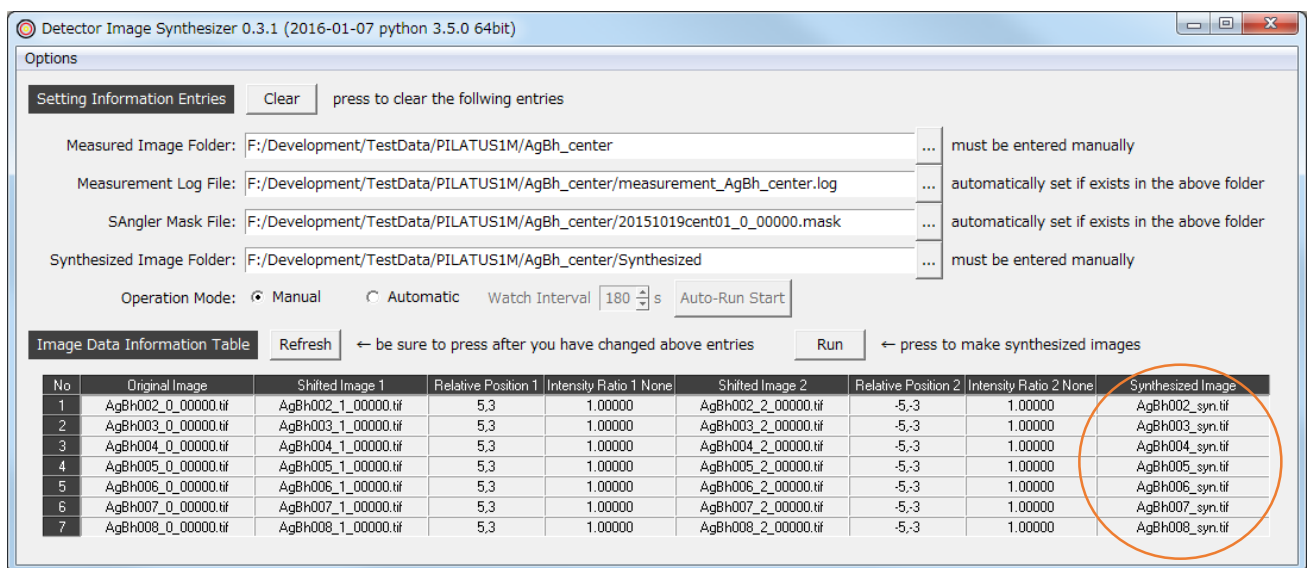 Detector Image Synthesizer 0.3.1 (2016-01-07 python 3.5.0 64bit)
Options
Setting Information Entries Clear press to clear the follwing entries
Measured Image Folder: F:/Development/TestData/PILATUS1M/AgBh_center ... must be entered manually
Measurement Log File: F:/Development/TestData/PILATUS1M/AgBh_center/measurement_AgBh_center.log ... automatically set if exists in the above folder
SAngler Mask File: F:/Development/TestData/PILATUS1M/AgBh_center/20151019cent01_0_00000.mask ... automatically set if exists in the above folder
Synthesized Image Folder: F:/Development/TestData/PILATUS1M/AgBh_center/Synthesized ... must be entered manually
Operation Mode: Manual Automatic Watch Interval 180 s Auto-Run Start
Image Data Information Table Refresh ← be sure to press after you have changed above entries Run ← press to make synthesized images
No Original Image Shifted Image 1 Relative Position 1 Intensity Ratio 1 None Shifted Image 2 Relative Position 2 Intensity Ratio 2 None Synthesized Image
1 AgBh002_0_00000.tif AgBh002_1_00000.tif 5,3 1.00000 AgBh002_2_00000.tif -5,-3 1.00000 AgBh002_syn.tif
2 AgBh003_0_00000.tif AgBh003_1_00000.tif 5,3 1.00000 AgBh003_2_00000.tif -5,-3 1.00000 AgBh003_syn.tif
3 AgBh004_0_00000.tif AgBh004_1_00000.tif 5,3 1.00000 AgBh004_2_00000.tif -5,-3 1.00000 AgBh004_syn.tif
4 AgBh005_0_00000.tif AgBh005_1_00000.tif 5,3 1.00000 AgBh005_2_00000.tif -5,-3 1.00000 AgBh005_syn.tif
5 AgBh006_0_00000.tif AgBh006_1_00000.tif 5,3 1.00000 AgBh006_2_00000.tif -5,-3 1.00000 AgBh006_syn.tif
6 AgBh007_0_00000.tif AgBh007_1_00000.tif 5,3 1.00000 AgBh007_2_00000.tif -5,-3 1.00000 AgBh007_syn.tif
7 AgBh008_0_00000.tif AgBh008_1_00000.tif 5,3 1.00000 AgBh008_2_00000.tif -5,-3 1.00000 AgBh008_syn.tif